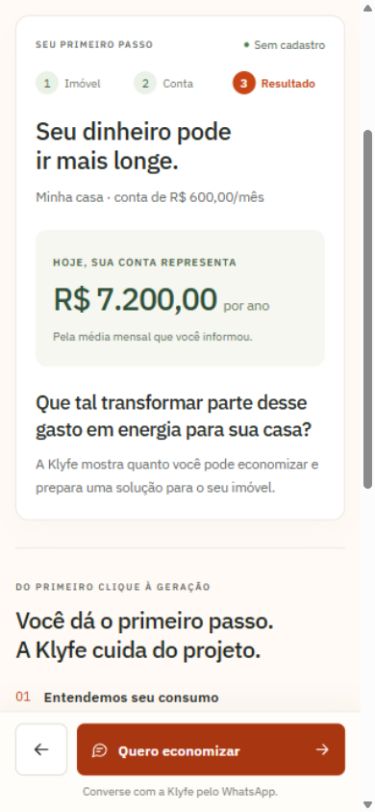 SEU PRIMEIRO PASSO
Sem cadastro
1 Imóvel
2 Conta
3 Resultado
Seu dinheiro pode
ir mais longe.
Minha casa · conta de R$ 600,00/mês
HOJE, SUA CONTA REPRESENTA
R$ 7.200,00 por ano
Pela média mensal que você informou.
Que tal transformar parte desse
gasto em energia para sua casa?
A Klyfe mostra quanto você pode economizar e
prepara uma solução para o seu imóvel.
DO PRIMEIRO CLIQUE À GERAÇÃO
Você dá o primeiro passo.
A Klyfe cuida do projeto.
01 Entendemos seu consumo
Quero economizar
Converse com a Klyfe pelo WhatsApp.